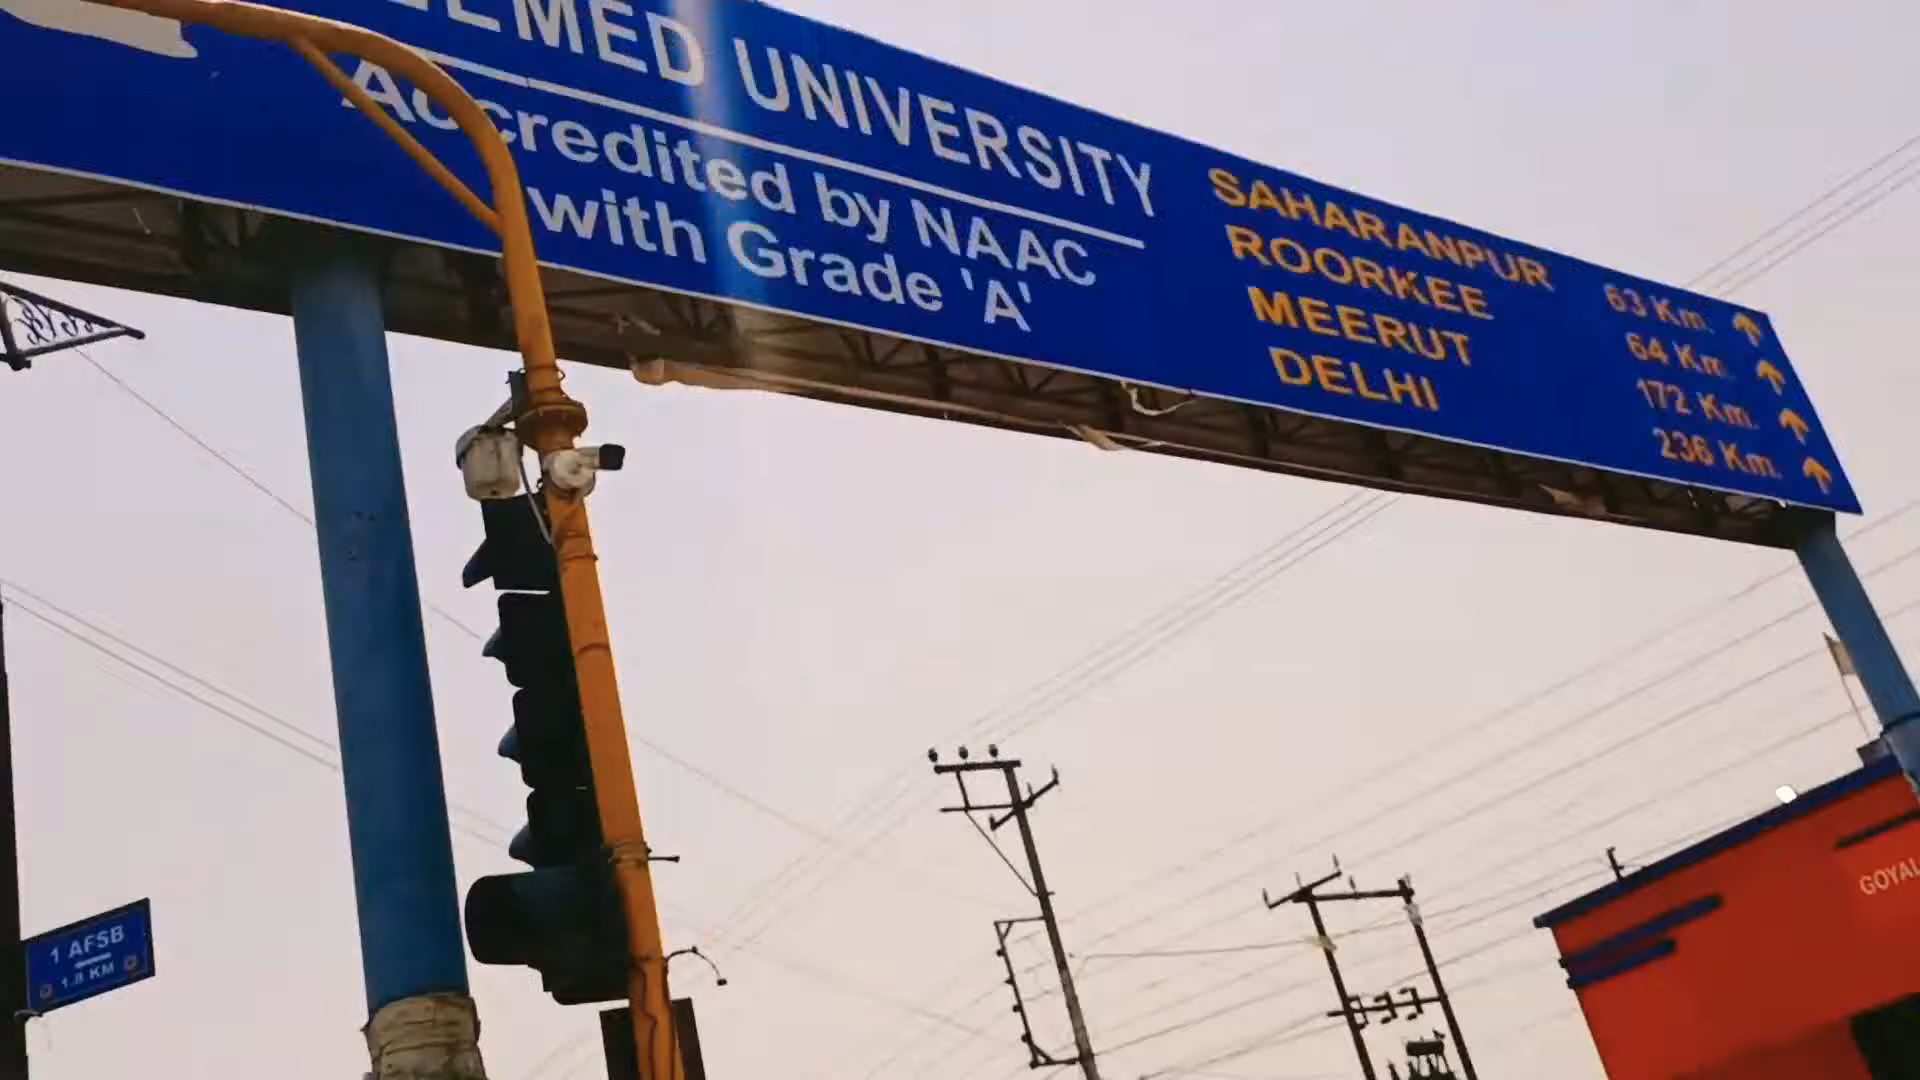 UNIVERSITY
Accredited by NAAC
with Grade 'A'
SAHARANPUR 63 Km.
ROORKEE 64 Km.
MEERUT 172 Km.
DELHI 236 Km.
1 AFSB
1.8 KM
GOYAL